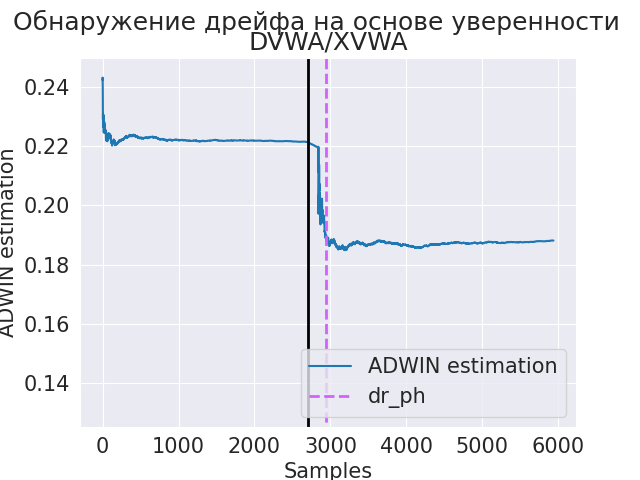 Обнаружение дрейфа на основе уверенности
DVWA/XVWA
ADWIN estimation
0.24
0.22
0.20
0.18
0.16
0.14
0 1000 2000 3000 4000 5000 6000
Samples
ADWIN estimation
dr_ph